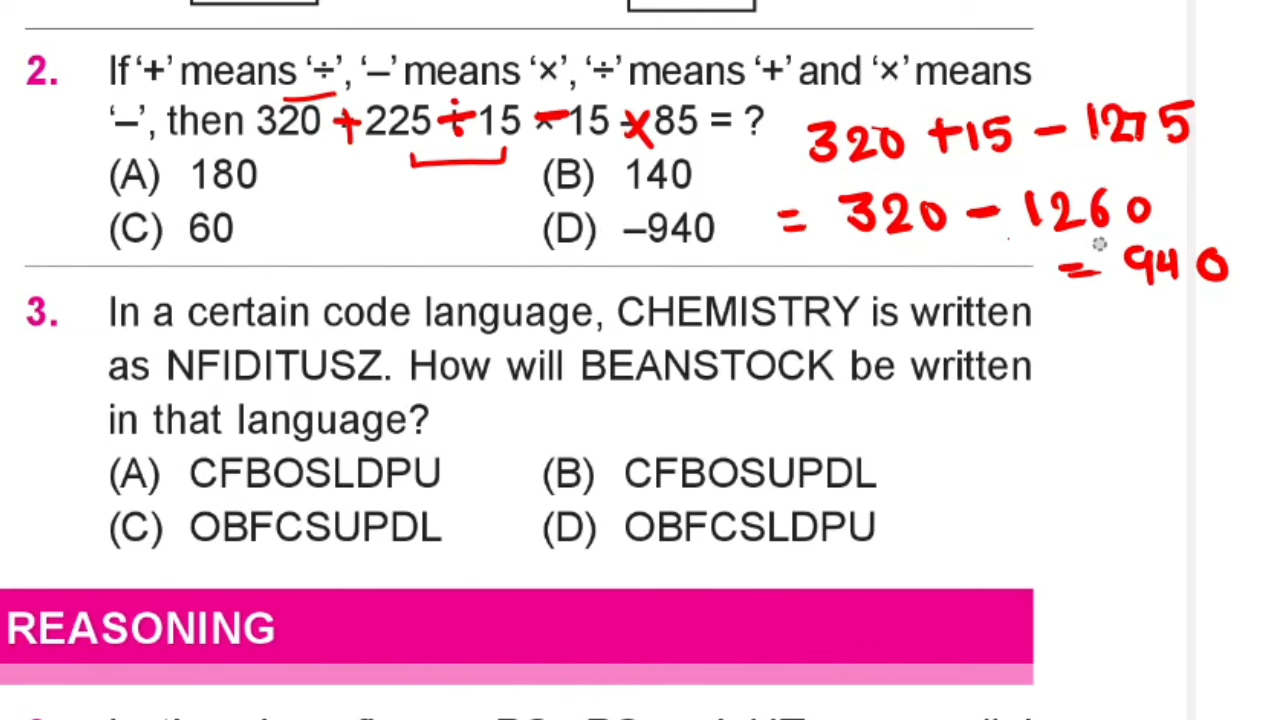 2. If ‘+’ means ‘÷’, ‘–’ means ‘×’, ‘÷’ means ‘+’ and ‘×’ means
‘–’, then 320 + 225 ÷ 15 – 15 × 85 = ?
(A) 180 (B) 140
(C) 60 (D) –940
320 +15 – 1275
= 320 – 1260
= 940
3. In a certain code language, CHEMISTRY is written
as NFIDITUSZ. How will BEANSTOCK be written
in that language?
(A) CFBOSLDPU (B) CFBOSUPDL
(C) OBFCSUPDL (D) OBFCSLDPU
REASONING